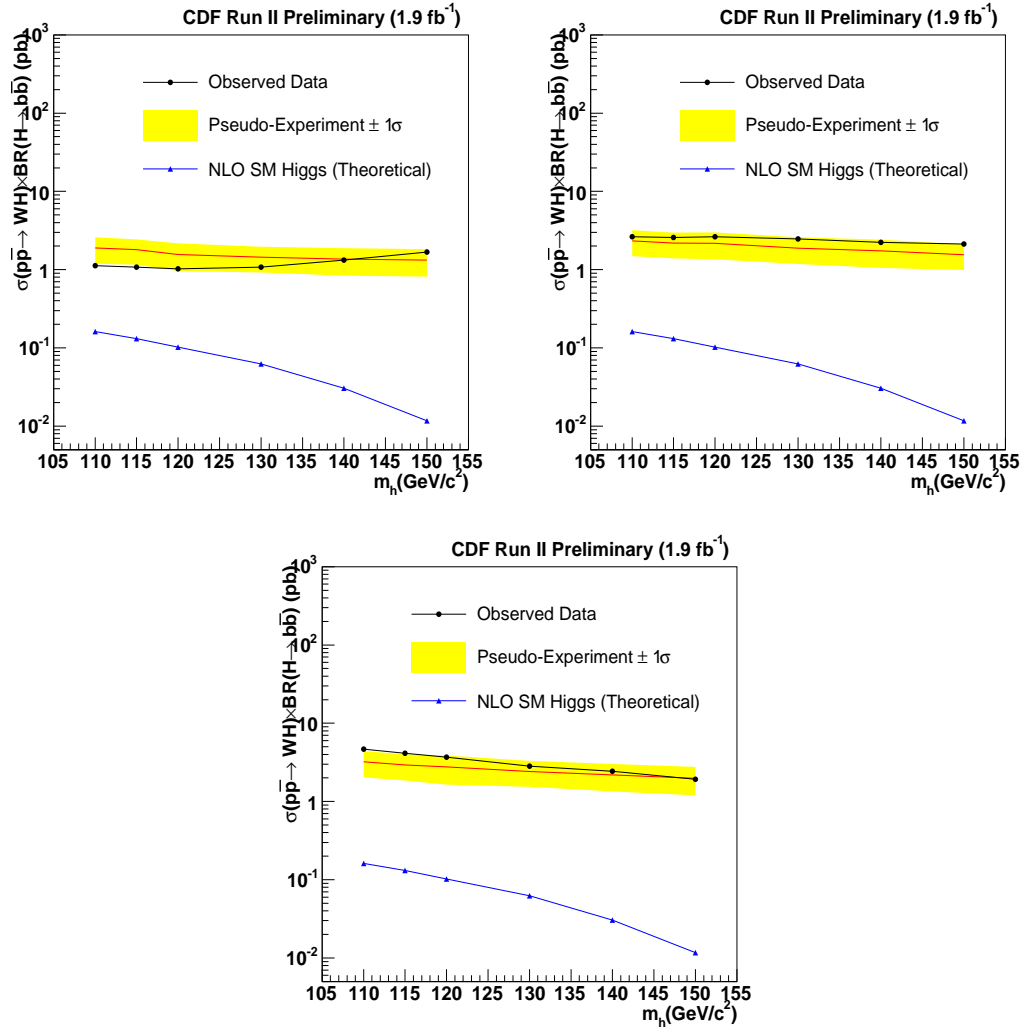 CDF Run II Preliminary (1.9 fb⁻¹)
σ(pp̅→ WH)×BR(H→ bb̅) (pb)
10³
10²
10
1
10⁻¹
10⁻²
Observed Data
Pseudo-Experiment ± 1σ
NLO SM Higgs (Theoretical)
105 110 115 120 125 130 135 140 145 150 155
m_h(GeV/c²)
CDF Run II Preliminary (1.9 fb⁻¹)
σ(pp̅→ WH)×BR(H→ bb̅) (pb)
10³
10²
10
1
10⁻¹
10⁻²
Observed Data
Pseudo-Experiment ± 1σ
NLO SM Higgs (Theoretical)
105 110 115 120 125 130 135 140 145 150 155
m_h(GeV/c²)
CDF Run II Preliminary (1.9 fb⁻¹)
σ(pp̅→ WH)×BR(H→ bb̅) (pb)
10³
10²
10
1
10⁻¹
10⁻²
Observed Data
Pseudo-Experiment ± 1σ
NLO SM Higgs (Theoretical)
105 110 115 120 125 130 135 140 145 150 155
m_h(GeV/c²)